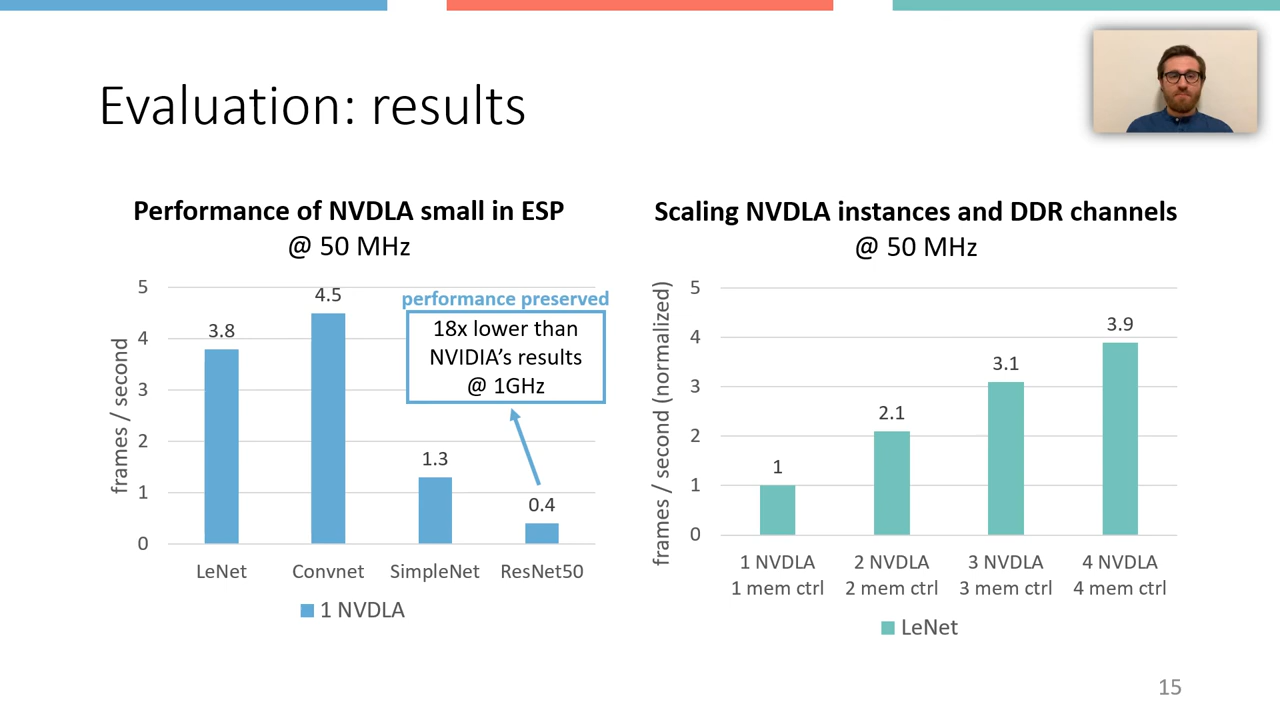 Evaluation: results
Performance of NVDLA small in ESP
@ 50 MHz
frames / second
5
4
3
2
1
0
3.8
4.5
1.3
0.4
performance preserved
18x lower than
NVIDIA's results
@ 1GHz
LeNet Convnet SimpleNet ResNet50
1 NVDLA
Scaling NVDLA instances and DDR channels
@ 50 MHz
frames / second (normalized)
5
4
3
2
1
0
1
2.1
3.1
3.9
1 NVDLA 2 NVDLA 3 NVDLA 4 NVDLA
1 mem ctrl 2 mem ctrl 3 mem ctrl 4 mem ctrl
LeNet
15